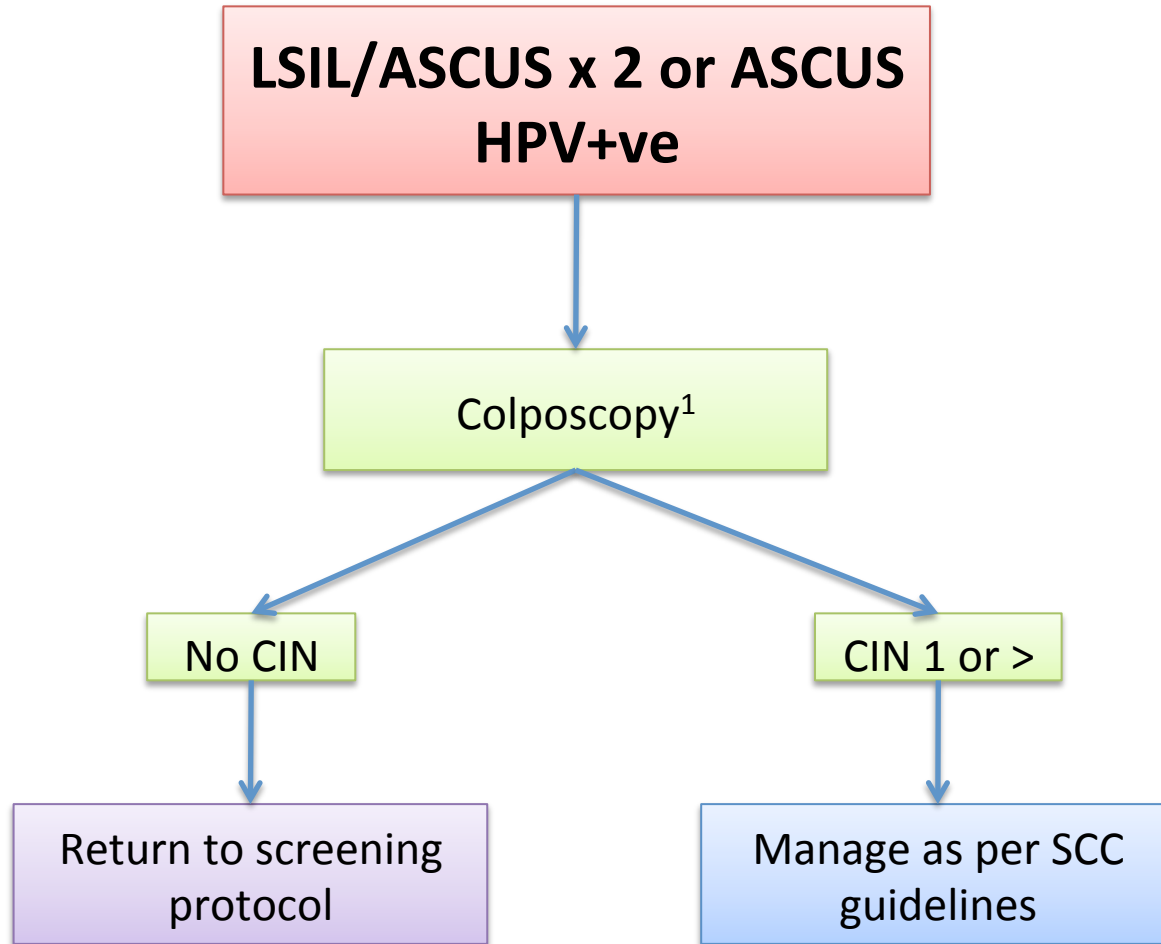 LSIL/ASCUS x 2 or ASCUS
HPV+ve
Colposcopy¹
No CIN
CIN 1 or >
Return to screening
protocol
Manage as per SCC
guidelines